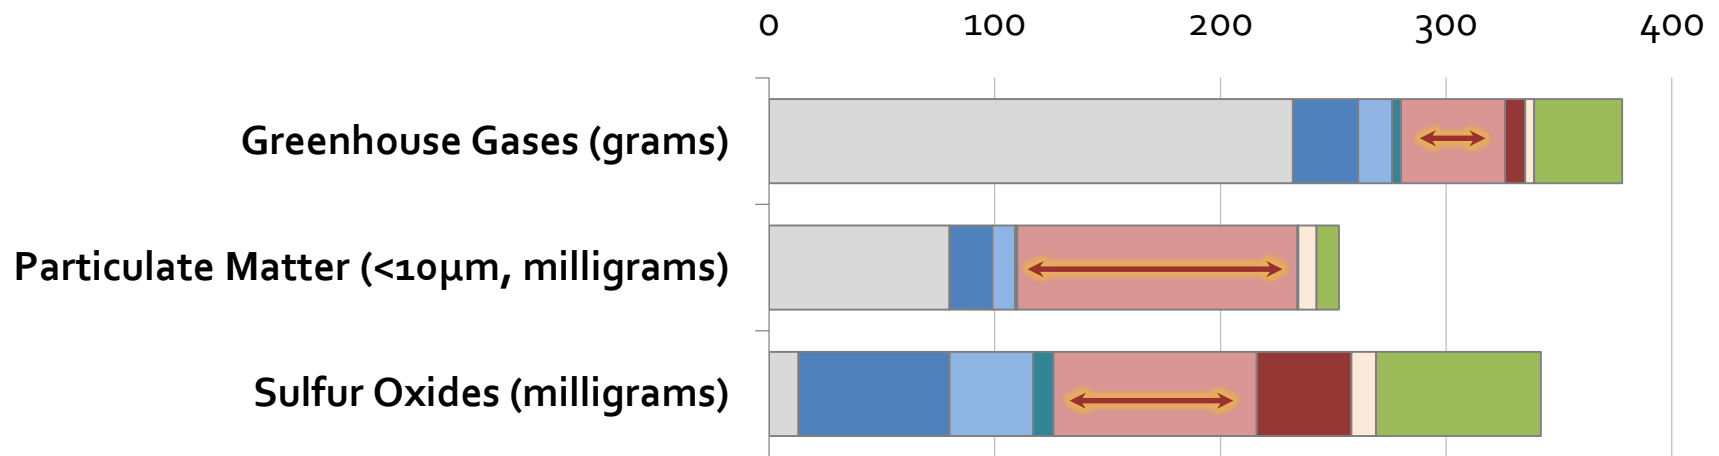 0 100 200 300 400
Greenhouse Gases (grams)
Particulate Matter (<10µm, milligrams)
Sulfur Oxides (milligrams)